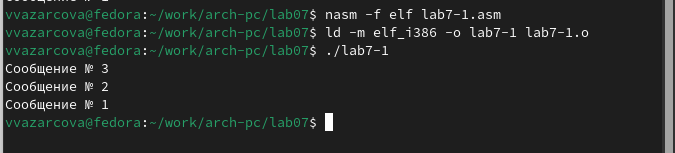 vvazarcova@fedora:~/work/arch-pc/lab07$ nasm -f elf lab7-1.asm
vvazarcova@fedora:~/work/arch-pc/lab07$ ld -m elf_i386 -o lab7-1 lab7-1.o
vvazarcova@fedora:~/work/arch-pc/lab07$ ./lab7-1
Сообщение № 3
Сообщение № 2
Сообщение № 1
vvazarcova@fedora:~/work/arch-pc/lab07$